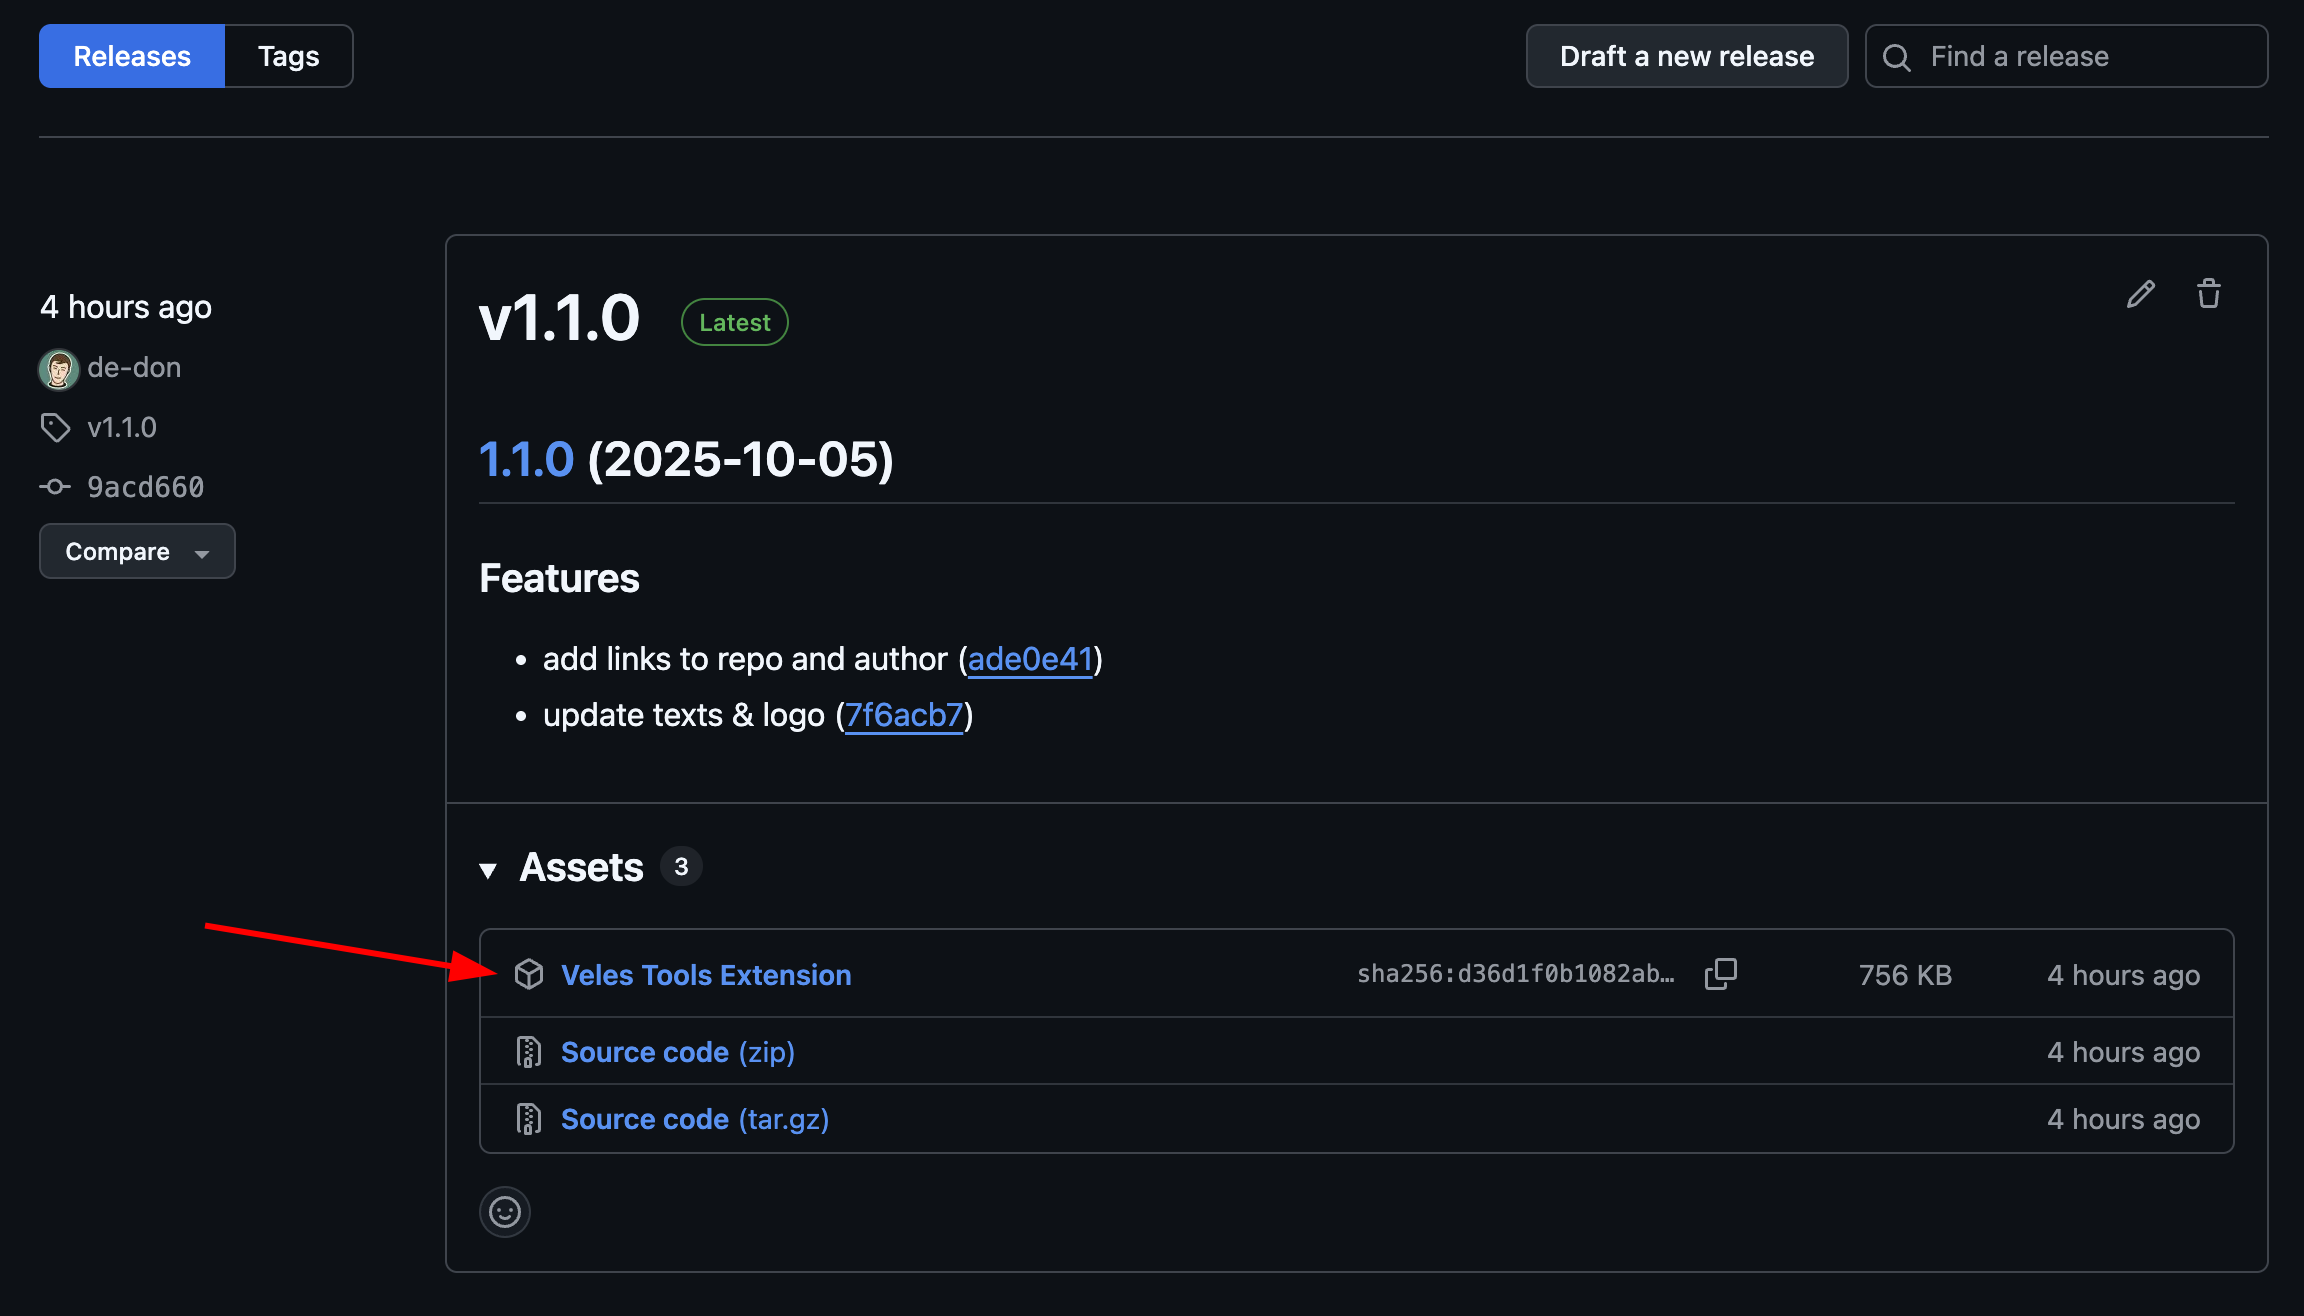 Releases Tags Draft a new release Find a release
4 hours ago
de-don
v1.1.0
9acd660
Compare
v1.1.0 Latest
1.1.0 (2025-10-05)
Features
• add links to repo and author (ade0e41)
• update texts & logo (7f6acb7)
Assets 3
Veles Tools Extension sha256:d36d1f0b1082ab… 756 KB 4 hours ago
Source code (zip) 4 hours ago
Source code (tar.gz) 4 hours ago